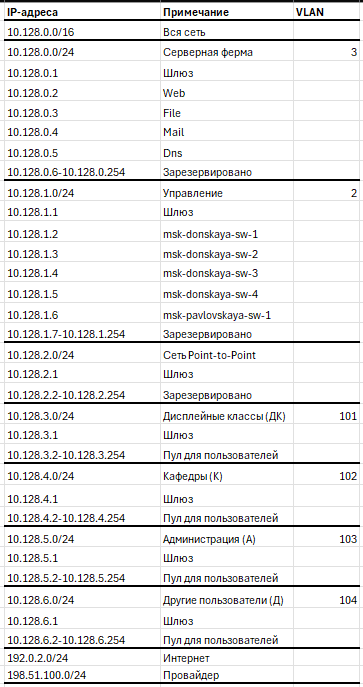 IP-адреса Примечание VLAN
10.128.0.0/16 Вся сеть
10.128.0.0/24 Серверная ферма 3
10.128.0.1 Шлюз
10.128.0.2 Web
10.128.0.3 File
10.128.0.4 Mail
10.128.0.5 Dns
10.128.0.6-10.128.0.254 Зарезервировано
10.128.1.0/24 Управление 2
10.128.1.1 Шлюз
10.128.1.2 msk-donskaya-sw-1
10.128.1.3 msk-donskaya-sw-2
10.128.1.4 msk-donskaya-sw-3
10.128.1.5 msk-donskaya-sw-4
10.128.1.6 msk-pavlovskaya-sw-1
10.128.1.7-10.128.1.254 Зарезервировано
10.128.2.0/24 Сеть Point-to-Point
10.128.2.1 Шлюз
10.128.2.2-10.128.2.254 Зарезервировано
10.128.3.0/24 Дисплейные классы (ДК) 101
10.128.3.1 Шлюз
10.128.3.2-10.128.3.254 Пул для пользователей
10.128.4.0/24 Кафедры (К) 102
10.128.4.1 Шлюз
10.128.4.2-10.128.4.254 Пул для пользователей
10.128.5.0/24 Администрация (А) 103
10.128.5.1 Шлюз
10.128.5.2-10.128.5.254 Пул для пользователей
10.128.6.0/24 Другие пользователи (Д) 104
10.128.6.1 Шлюз
10.128.6.2-10.128.6.254 Пул для пользователей
192.0.2.0/24 Интернет
198.51.100.0/24 Провайдер